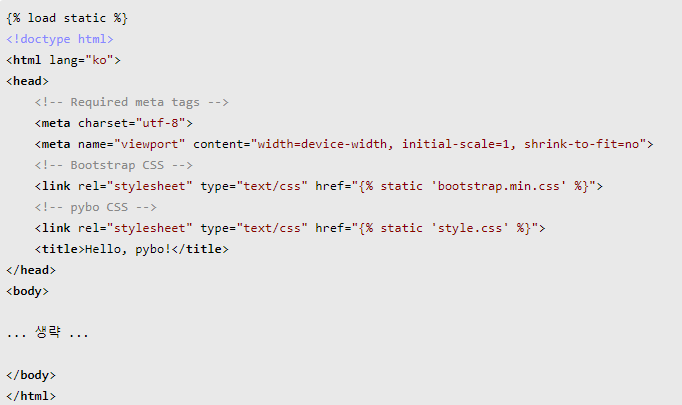 {% load static %}
<!doctype html>
<html lang="ko">
<head>
    <!-- Required meta tags -->
    <meta charset="utf-8">
    <meta name="viewport" content="width=device-width, initial-scale=1, shrink-to-fit=no">
    <!-- Bootstrap CSS -->
    <link rel="stylesheet" type="text/css" href="{% static 'bootstrap.min.css' %}">
    <!-- pybo CSS -->
    <link rel="stylesheet" type="text/css" href="{% static 'style.css' %}">
    <title>Hello, pybo!</title>
</head>
<body>
... 생략 ...
</body>
</html>